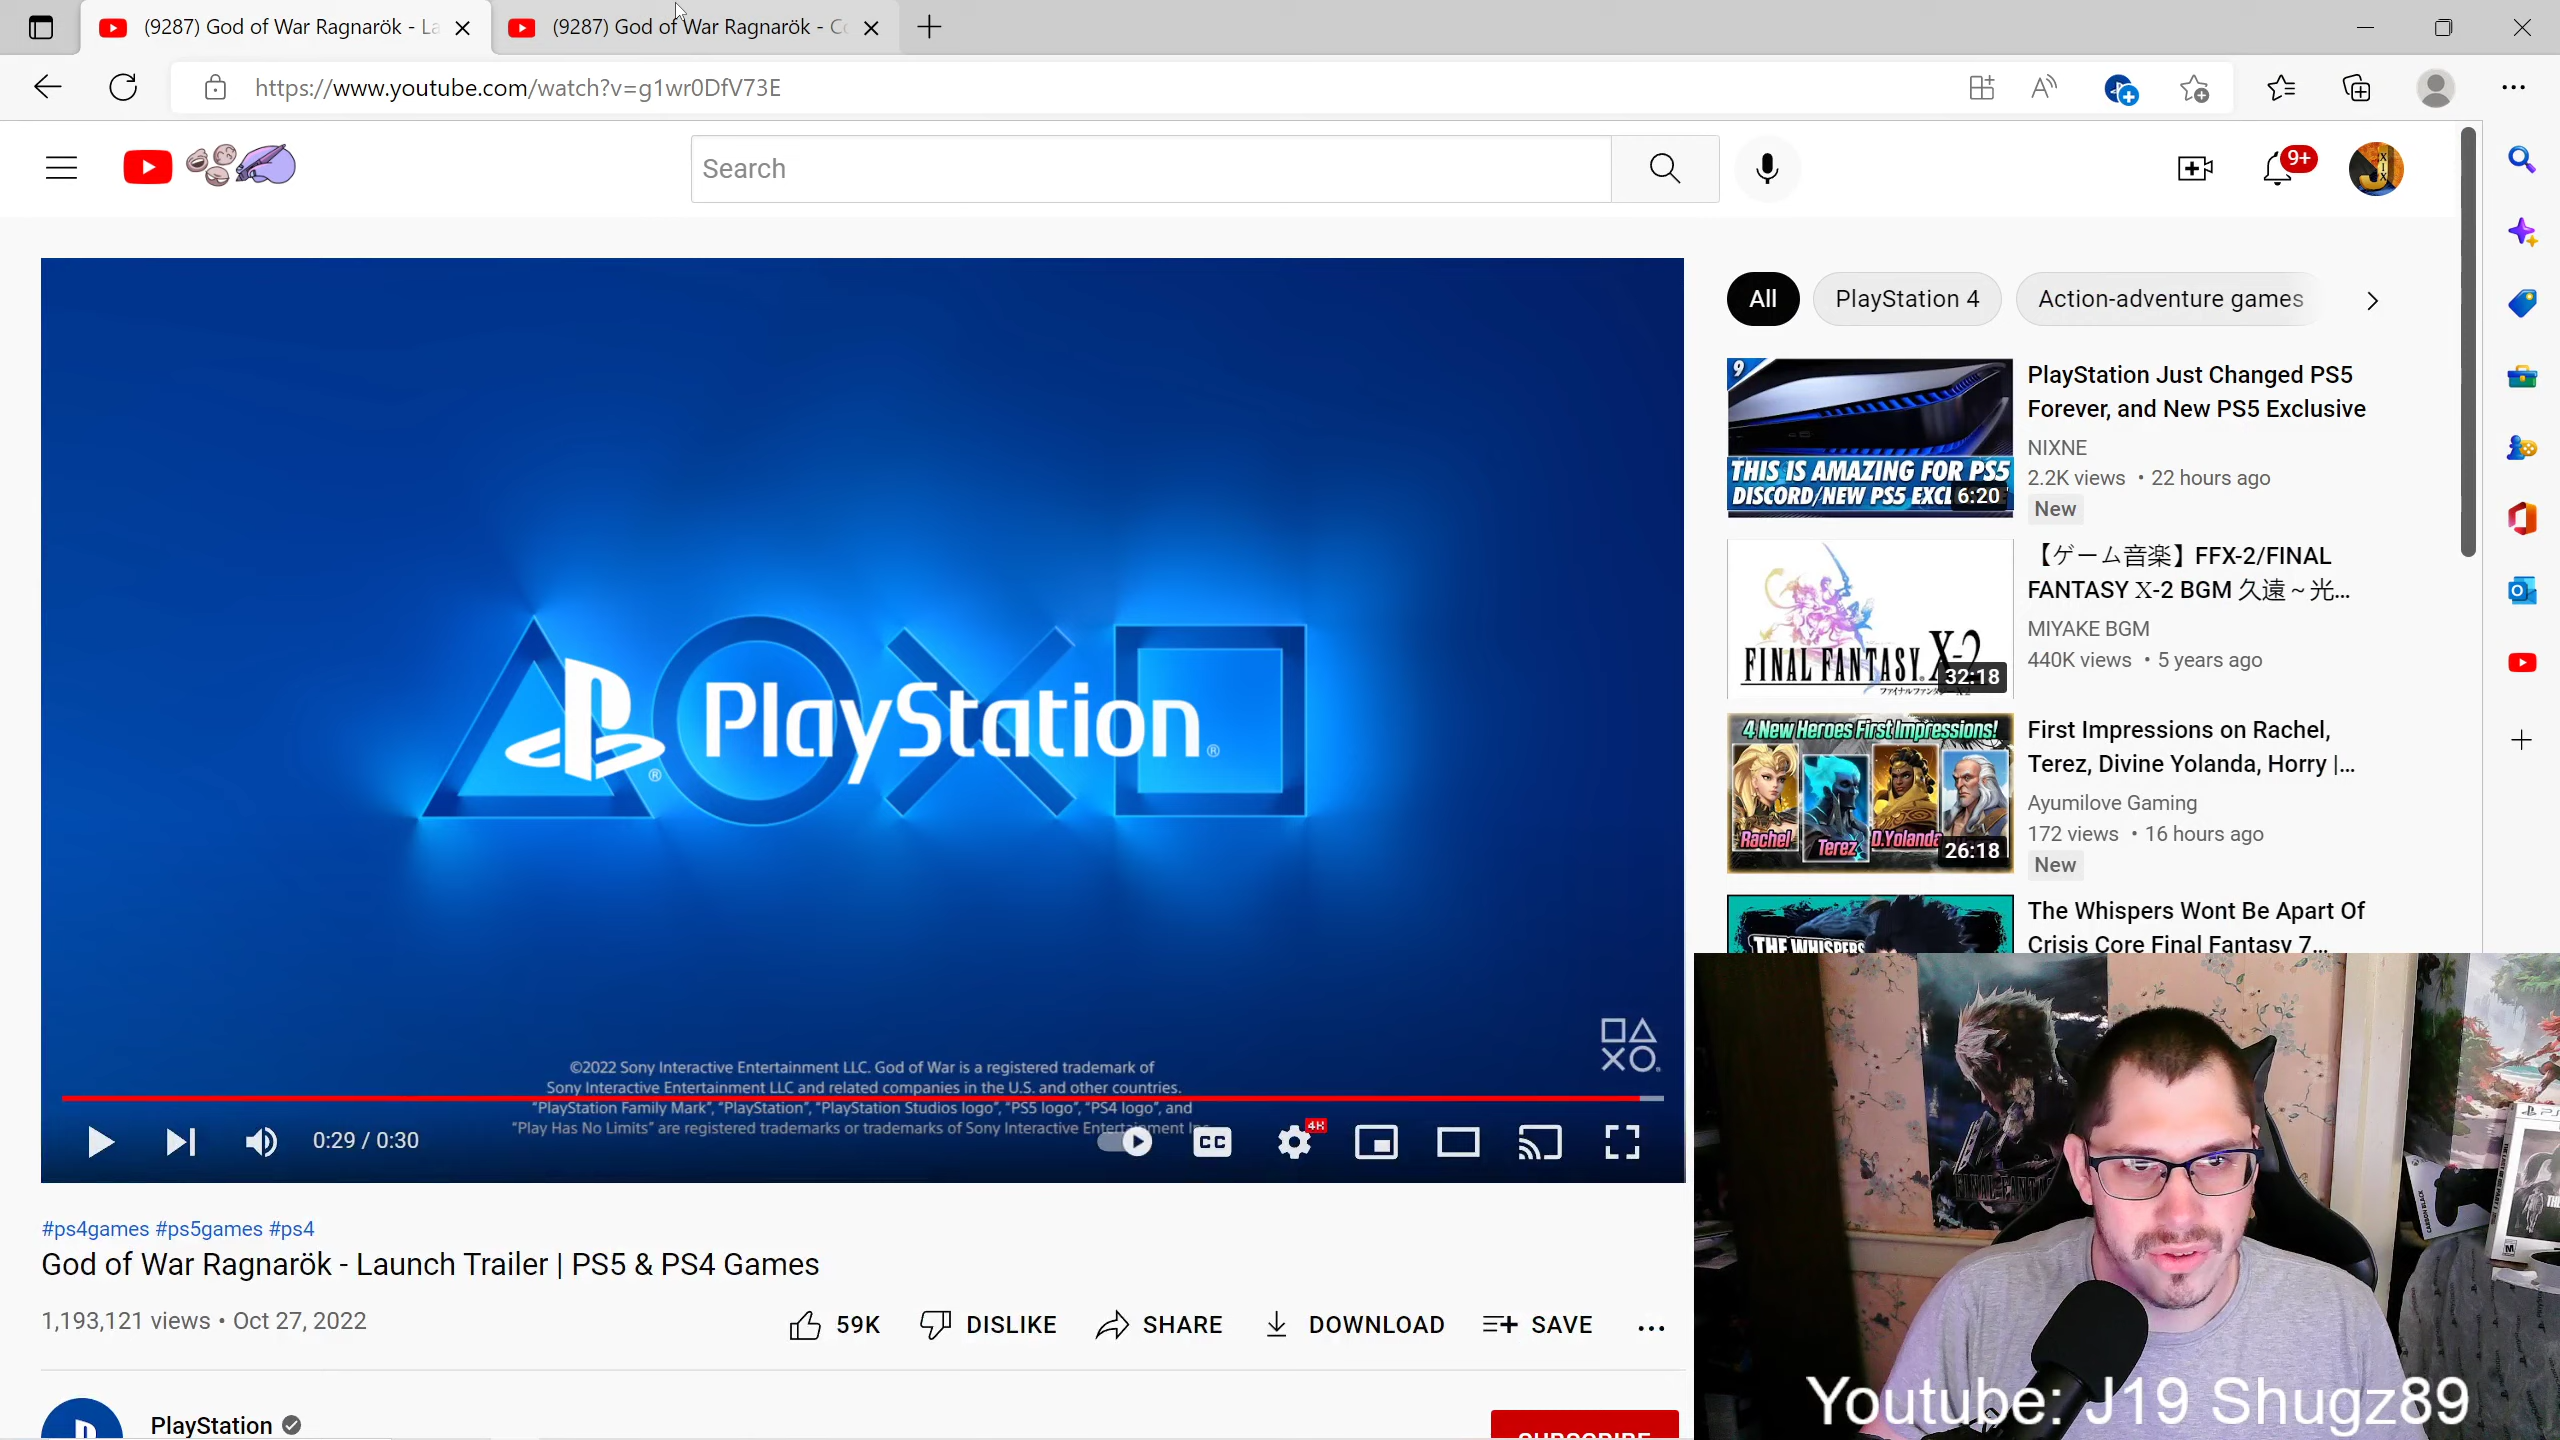 (9287) God of War Ragnarök - La
(9287) God of War Ragnarök - Co
https://www.youtube.com/watch?v=g1wr0DfV73E
Search
9+
PlayStation
©2022 Sony Interactive Entertainment LLC. God of War is a registered trademark of
Sony Interactive Entertainment LLC and related companies in the U.S. and other countries.
"PlayStation Family Mark", "PlayStation", "PlayStation Studios logo", "PS5 logo", "PS4 logo", and
"Play Has No Limits" are registered trademarks or trademarks of Sony Interactive Entertainment Inc
0:29 / 0:30
CC
4K
#ps4games #ps5games #ps4
God of War Ragnarök - Launch Trailer | PS5 & PS4 Games
1,193,121 views • Oct 27, 2022
59K
DISLIKE
SHARE
DOWNLOAD
SAVE
PlayStation
SUBSCRIBE
All
PlayStation 4
Action-adventure games
9
THIS IS AMAZING FOR PS5
DISCORD/NEW PS5 EXCL
6:20
PlayStation Just Changed PS5
Forever, and New PS5 Exclusive
NIXNE
2.2K views • 22 hours ago
New
FINAL FANTASY X-2
32:18
【ゲーム音楽】FFX-2/FINAL
FANTASY X-2 BGM 久遠～光...
MIYAKE BGM
440K views • 5 years ago
4 New Heroes First Impressions!
Rachel
Terez
D.Yolanda
26:18
First Impressions on Rachel,
Terez, Divine Yolanda, Horry |...
Ayumilove Gaming
172 views • 16 hours ago
New
THE WHISPERS
The Whispers Wont Be Apart Of
Crisis Core Final Fantasy 7...
Youtube: J19 Shugz89